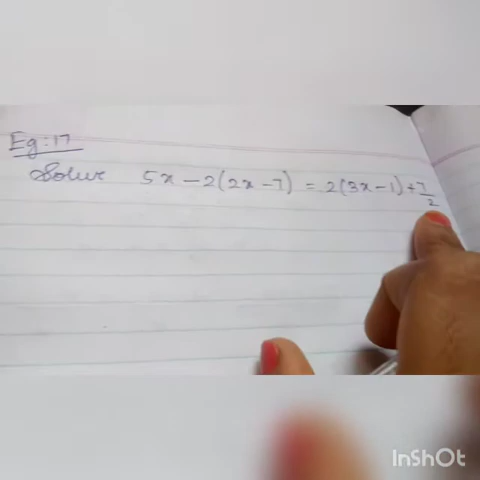 Eg:17
Solve 5x - 2(2x - 7) = 2(3x - 1) + 7/2
InShOt